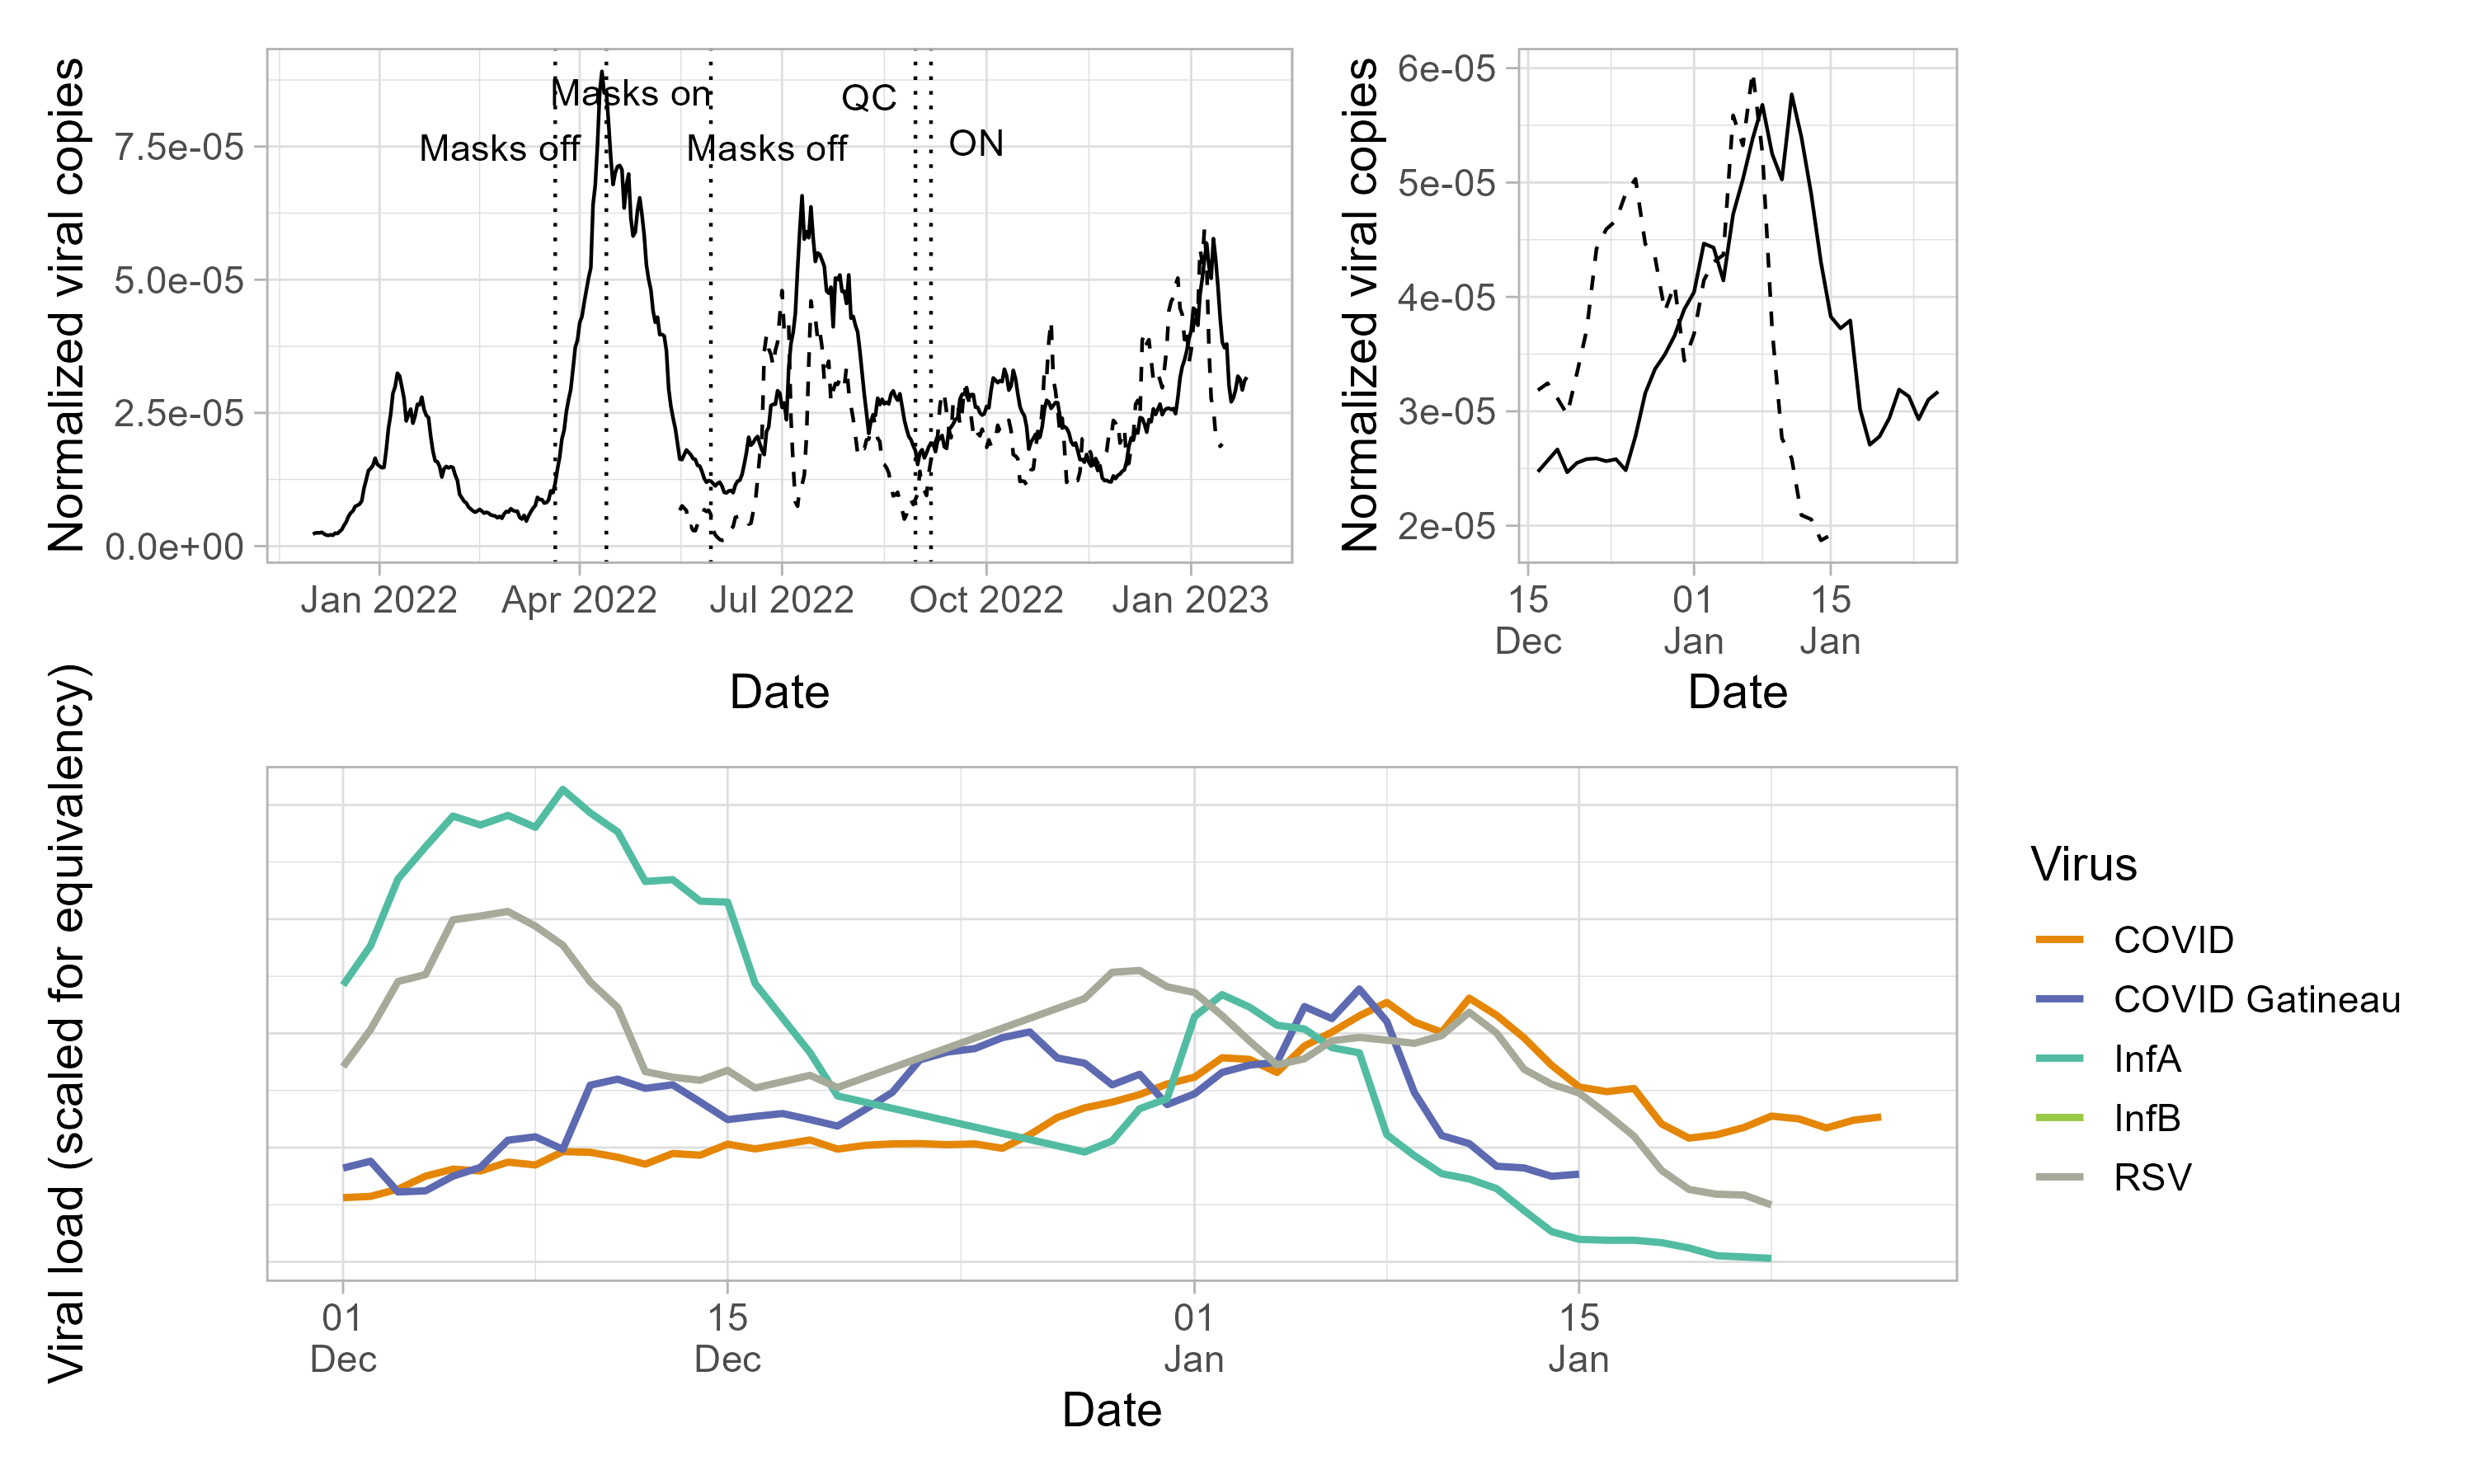 Normalized viral copies
7.5e-05
5.0e-05
2.5e-05
0.0e+00
Masks on
Masks off
Masks off
QC
ON
Jan 2022
Apr 2022
Jul 2022
Oct 2022
Jan 2023
Date
Normalized viral copies
6e-05
5e-05
4e-05
3e-05
2e-05
15
Dec
01
Jan
15
Jan
Date
Viral load (scaled for equivalency)
01
Dec
15
Dec
01
Jan
15
Jan
Date
Virus
COVID
COVID Gatineau
InfA
InfB
RSV